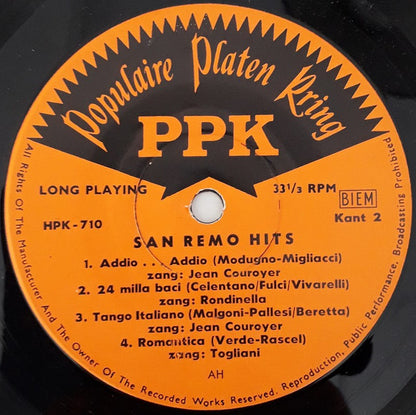 Populaire Platen Kring
PPK
LONG PLAYING
33 1/3 RPM
BIEM
HPK-710
Kant 2
SAN REMO HITS
1. Addio . . . Addio (Modugno-Migliacci)
zang: Jean Couroyer
2. 24 milla baci (Celentano/Fulci/Vivarelli)
zang: Rondinella
3. Tango Italiano (Malgoni-Pallesi/Beretta)
zang: Jean Couroyer
4. Romantica (Verde-Rascel)
zang: Togliani
AH
All Rights Of The Manufacturer And The Owner Of The Recorded Works Reserved. Reproduction, Public Performance, Broadcasting Prohibited